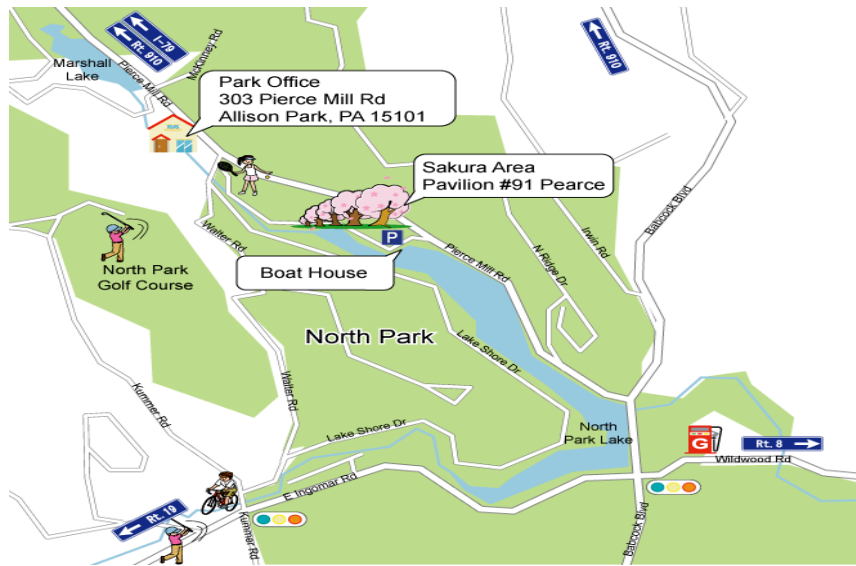 I-79
Rt. 910
Rt. 910
Marshall
Lake
Pierce Mill Rd
McKinney Rd
Park Office
303 Pierce Mill Rd
Allison Park, PA 15101
Sakura Area
Pavilion #91 Pearce
P
Boat House
Walter Rd
North Park
Golf Course
Pierce Mill Rd
N Ridge Dr
Irwin Rd
Babcock Blvd
North Park
Lake Shore Dr
Walter Rd
Kummer Rd
Lake Shore Dr
North
Park Lake
G
Rt. 8
Wildwood Rd
E Ingomar Rd
Rt. 19
Kummer Rd
Babcock Blvd